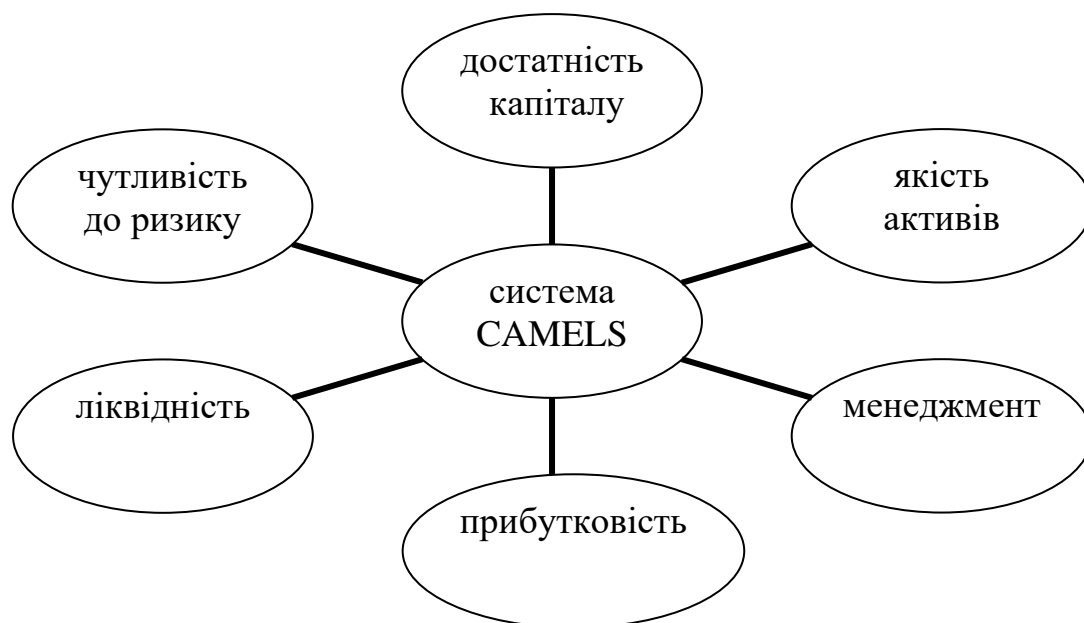 достатність
капіталу
чутливість
до ризику
якість
активів
система
CAMELS
ліквідність
менеджмент
прибутковість